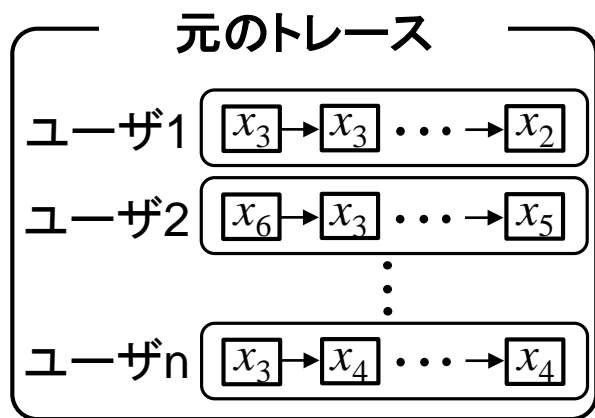 元のトレース
ユーザ1 x₃ → x₃ ・・・ → x₂
ユーザ2 x₆ → x₃ ・・・ → x₅
ユーザn x₃ → x₄ ・・・ → x₄